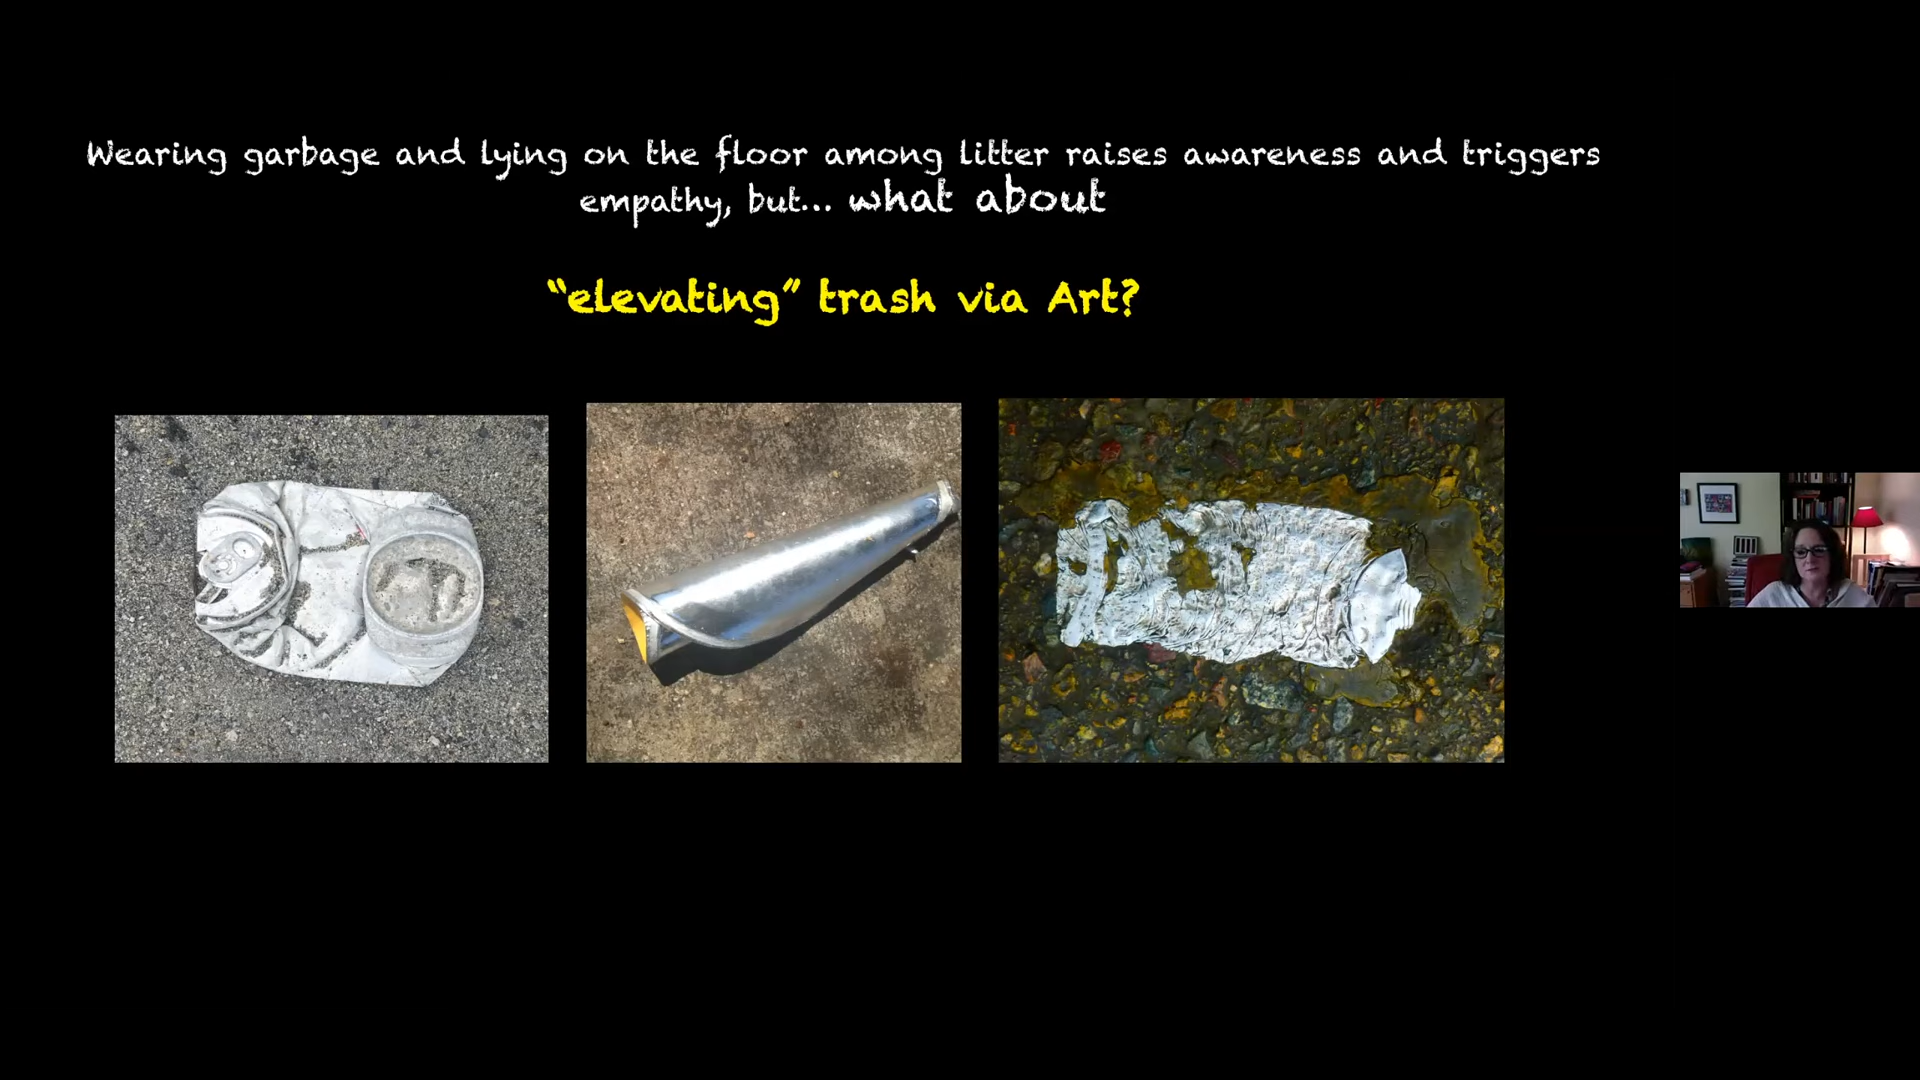 Wearing garbage and lying on the floor among litter raises awareness and triggers
empathy, but... what about
“elevating” trash via Art?